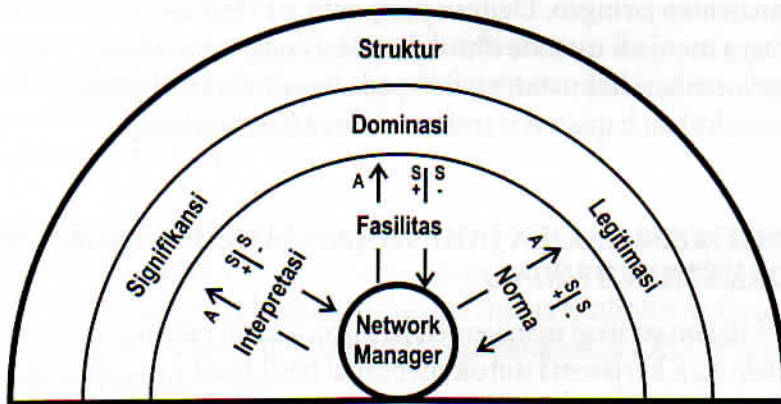 Struktur
Dominasi
Signifikansi
Legitimasi
A
S S
+ -
Fasilitas
S S
+ -
A
Interpretasi
A
S S
+ -
Norma
Network
Manager